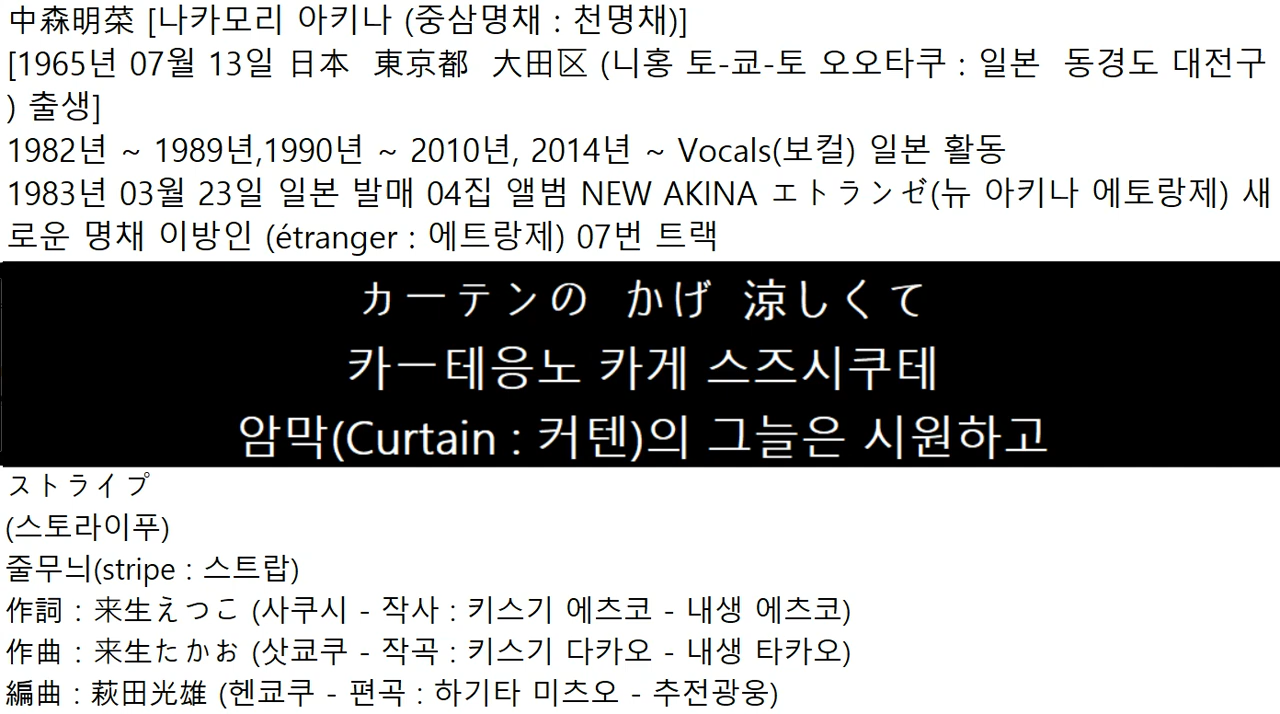 中森明菜 [나카모리 아키나 (중삼명채 : 천명채)]
[1965년 07월 13일 日本 東京都 大田区 (니홍 토-쿄-토 오오타쿠 : 일본 동경도 대전구
) 출생]
1982년 ~ 1989년,1990년 ~ 2010년, 2014년 ~ Vocals(보컬) 일본 활동
1983년 03월 23일 일본 발매 04집 앨범 NEW AKINA エトランゼ(뉴 아키나 에토랑제) 새
로운 명채 이방인 (étranger : 에트랑제) 07번 트랙
カーテンの かげ 涼しくて
카ー테응노 카게 스즈시쿠테
암막(Curtain : 커텐)의 그늘은 시원하고
ストライプ
(스토라이푸)
줄무늬(stripe : 스트랍)
作詞 : 来生えつこ (사쿠시 - 작사 : 키스기 에츠코 - 내생 에츠코)
作曲 : 来生たかお (삿쿄쿠 - 작곡 : 키스기 다카오 - 내생 타카오)
編曲 : 萩田光雄 (헨쿄쿠 - 편곡 : 하기타 미츠오 - 추전광웅)